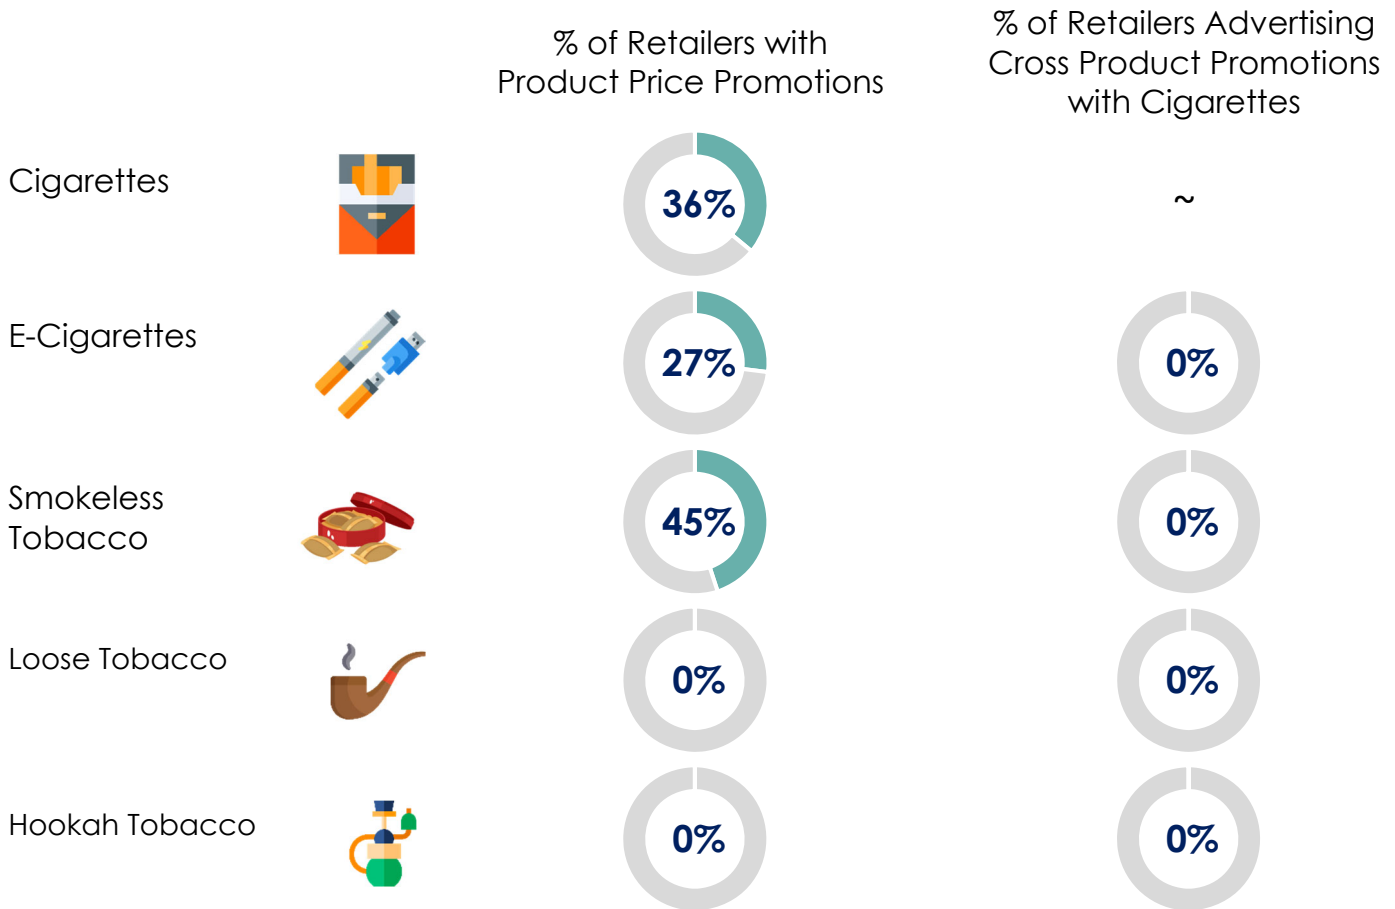 % of Retailers with
Product Price Promotions
% of Retailers Advertising
Cross Product Promotions
with Cigarettes
Cigarettes
36%
~
E-Cigarettes
27%
0%
Smokeless
Tobacco
45%
0%
Loose Tobacco
0%
0%
Hookah Tobacco
0%
0%